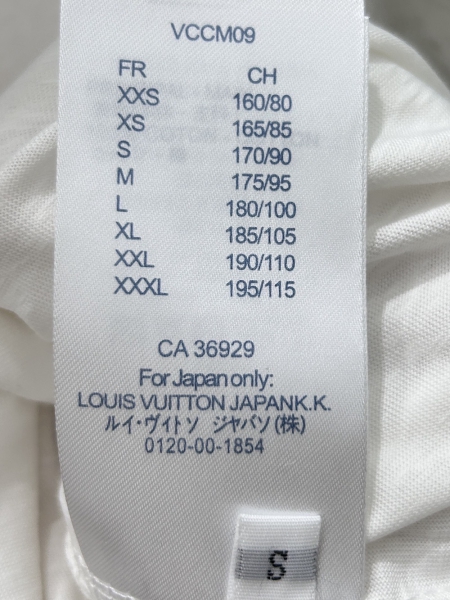 VCCM09
FR CH
XXS 160/80
XS 165/85
S 170/90
M 175/95
L 180/100
XL 185/105
XXL 190/110
XXXL 195/115
CA 36929
For Japan only:
LOUIS VUITTON JAPANK.K.
ルイ・ヴィトソ ジャパソ(株)
0120-00-1854
S